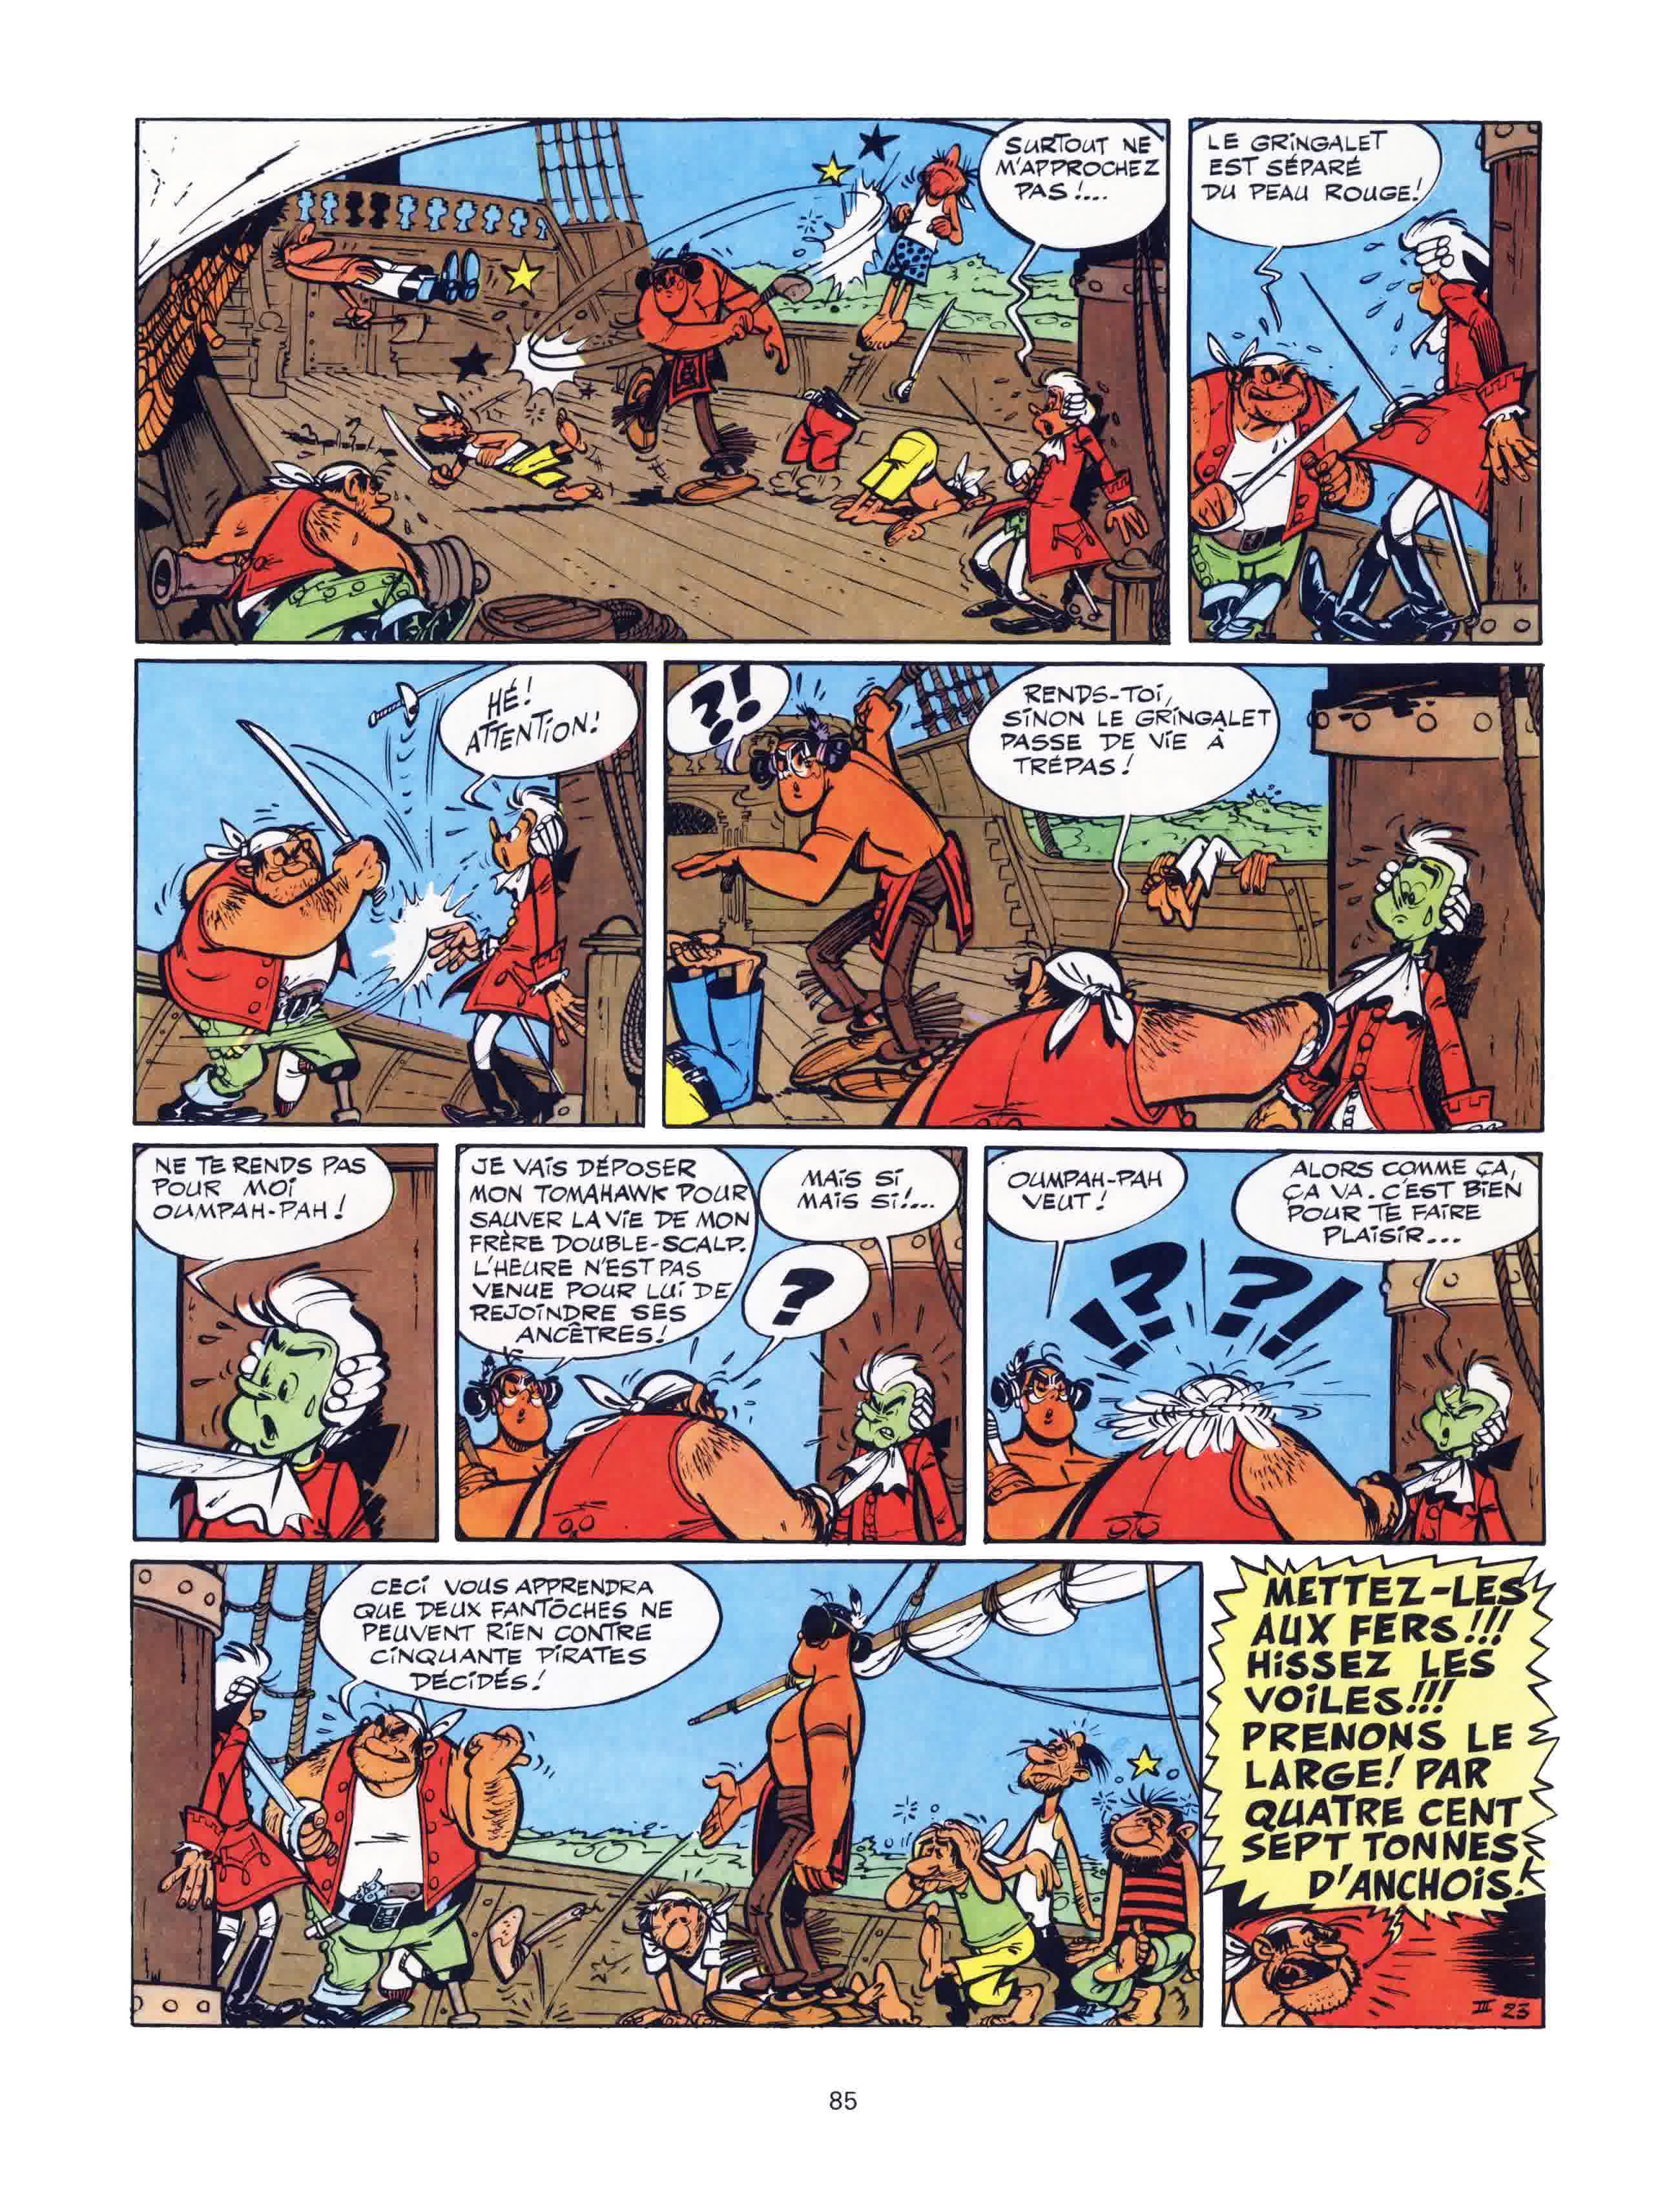 SURTOUT NE
M'APPROCHEZ
PAS !...
LE GRINGALET
EST SÉPARÉ
DU PEAU ROUGE!
HÉ!
ATTENTION!
?!
RENDS-TOI,
SINON LE GRINGALET
PASSE DE VIE À
TRÉPAS !
NE TE RENDS PAS
POUR MOI
OUMPAH-PAH !
JE VAIS DÉPOSER
MON TOMAHAWK POUR
SAUVER LA VIE DE MON
FRÈRE DOUBLE-SCALP.
L'HEURE N'EST PAS
VENUE POUR LUI DE
REJOINDRE SES
ANCÊTRES!
?
MAIS SI
MAIS SI!...
OUMPAH-PAH
VEUT !
!? ?!
ALORS COMME ÇA,
ÇA VA. C'EST BIEN
POUR TE FAIRE
PLAISIR...
CECI VOUS APPRENDRA
QUE DEUX FANTÔCHES NE
PEUVENT RIEN CONTRE
CINQUANTE PIRATES
DÉCIDÉS!
METTEZ-LES
AUX FERS!!!
HISSEZ LES
VOILES!!!
PRENONS LE
LARGE! PAR
QUATRE CENT
SEPT TONNES
D'ANCHOIS!
III 23
85